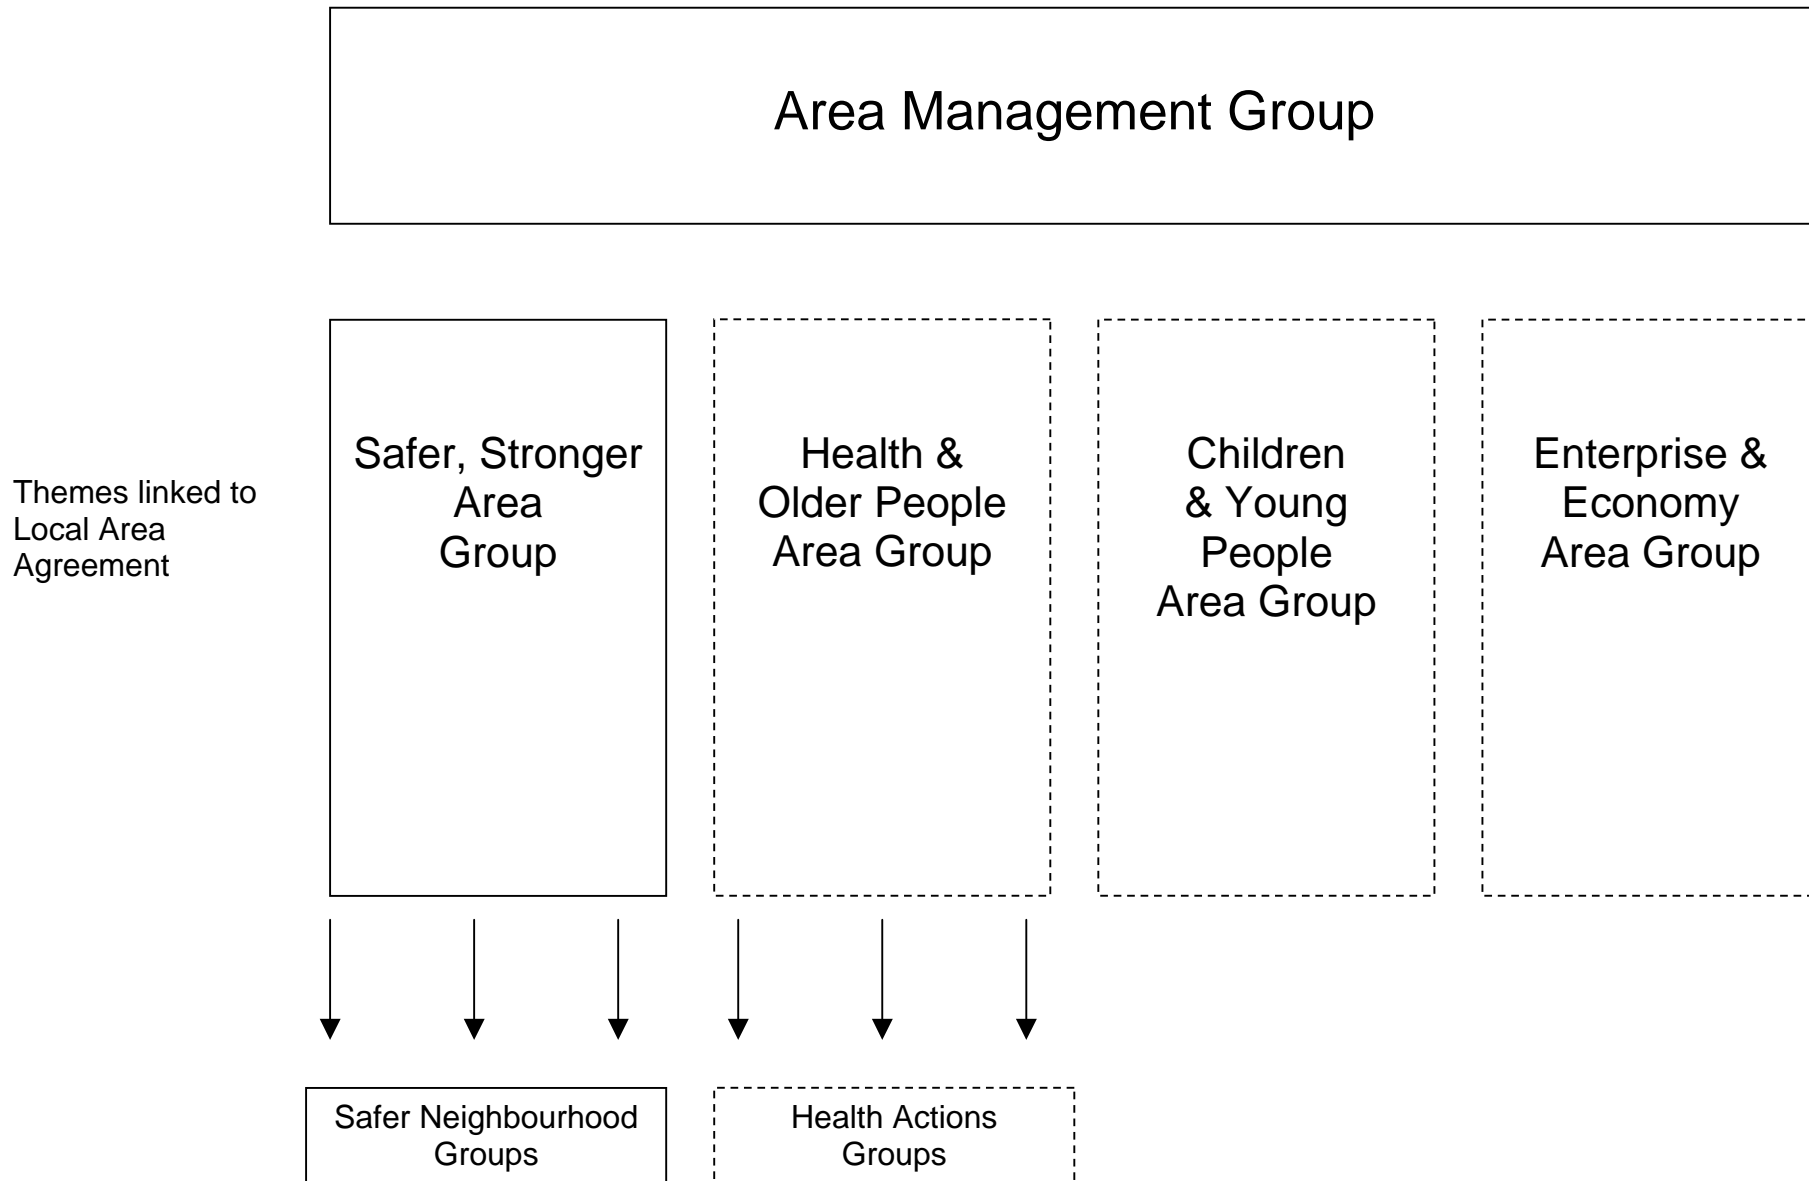 Area Management Group
Themes linked to
Local Area
Agreement
Safer, Stronger
Area
Group
Health &
Older People
Area Group
Children
& Young
People
Area Group
Enterprise &
Economy
Area Group
Safer Neighbourhood
Groups
Health Actions
Groups